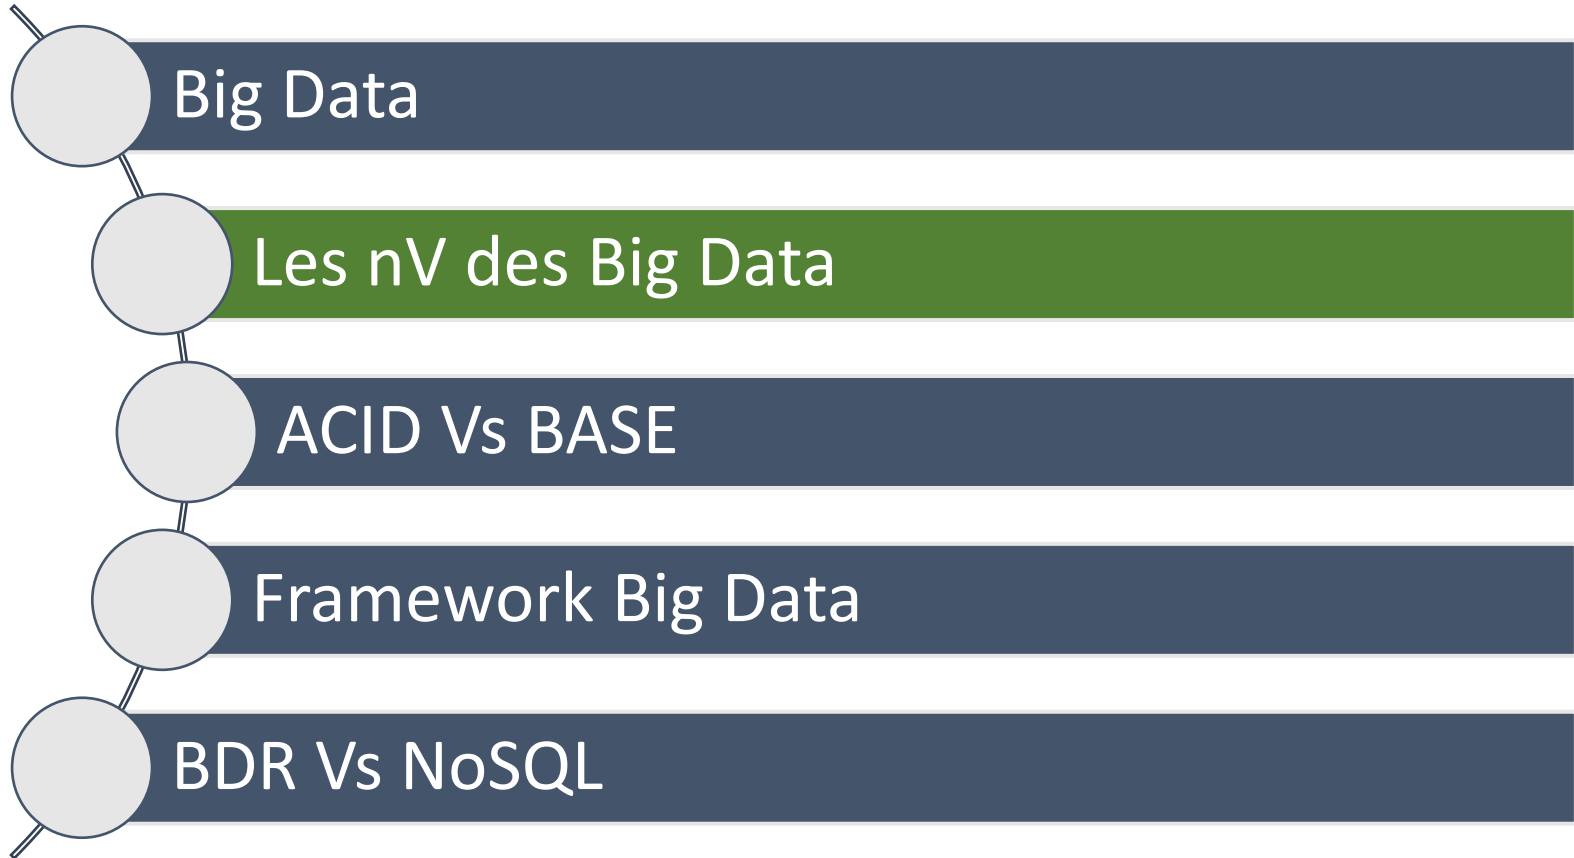 Big Data
Les nV des Big Data
ACID Vs BASE
Framework Big Data
BDR Vs NoSQL